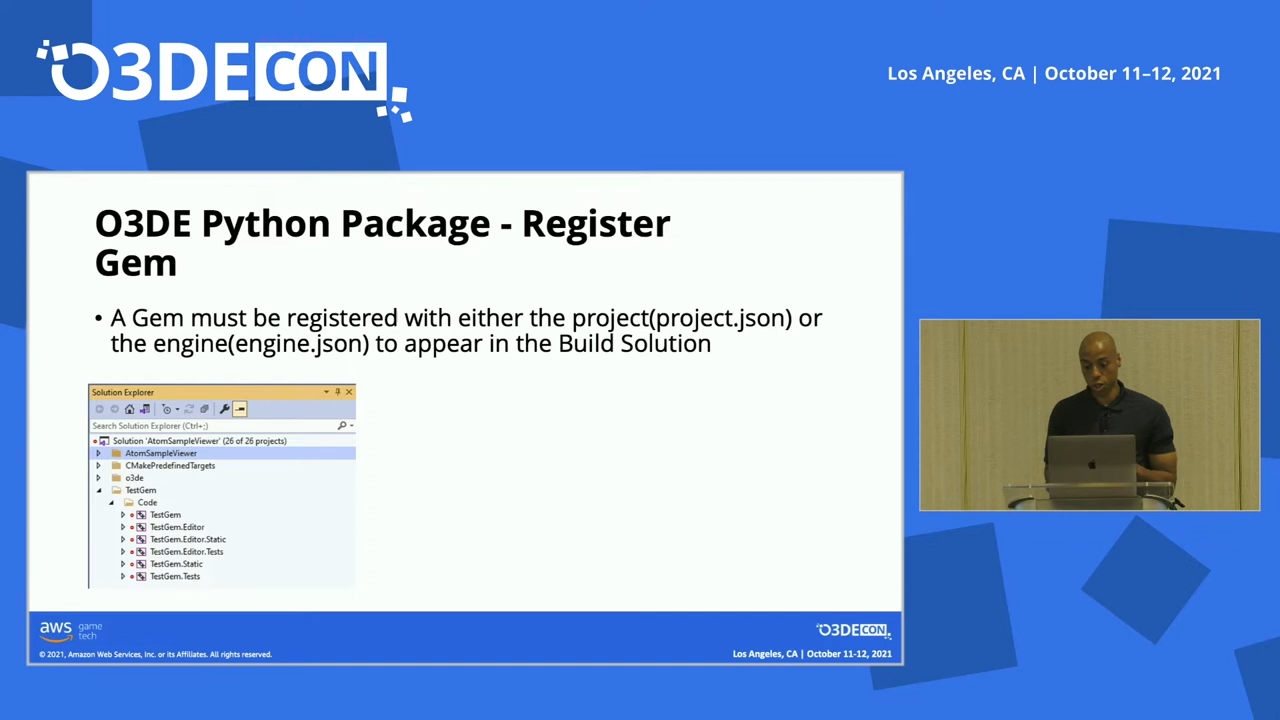 O3DECON
Los Angeles, CA | October 11–12, 2021
O3DE Python Package - Register
Gem
• A Gem must be registered with either the project(project.json) or
the engine(engine.json) to appear in the Build Solution
Solution Explorer
Search Solution Explorer (Ctrl+;)
Solution 'AtomSampleViewer' (26 of 26 projects)
AtomSampleViewer
CMakePredefinedTargets
o3de
TestGem
Code
TestGem
TestGem.Editor
TestGem.Editor.Static
TestGem.Editor.Tests
TestGem.Static
TestGem.Tests
aws game tech
O3DECON
© 2021, Amazon Web Services, Inc. or its Affiliates. All rights reserved.
Los Angeles, CA | October 11-12, 2021